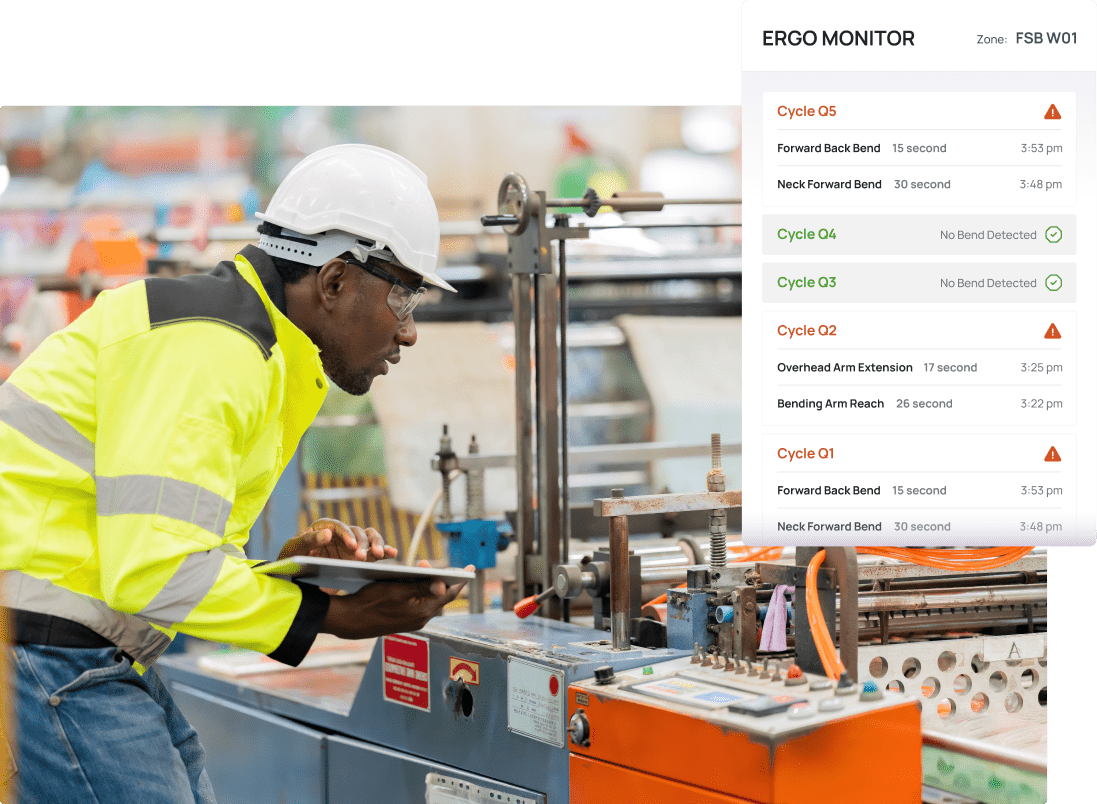 ERGO MONITOR
Zone: FSB W01
Cycle Q5
Forward Back Bend 15 second 3:53 pm
Neck Forward Bend 30 second 3:48 pm
Cycle Q4 No Bend Detected
Cycle Q3 No Bend Detected
Cycle Q2
Overhead Arm Extension 17 second 3:25 pm
Bending Arm Reach 26 second 3:22 pm
Cycle Q1
Forward Back Bend 15 second 3:53 pm
Neck Forward Bend 30 second 3:48 pm
A